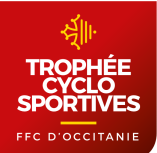 TROPHÉE
CYCLO
SPORTIVES
FFC D'OCCITANIE